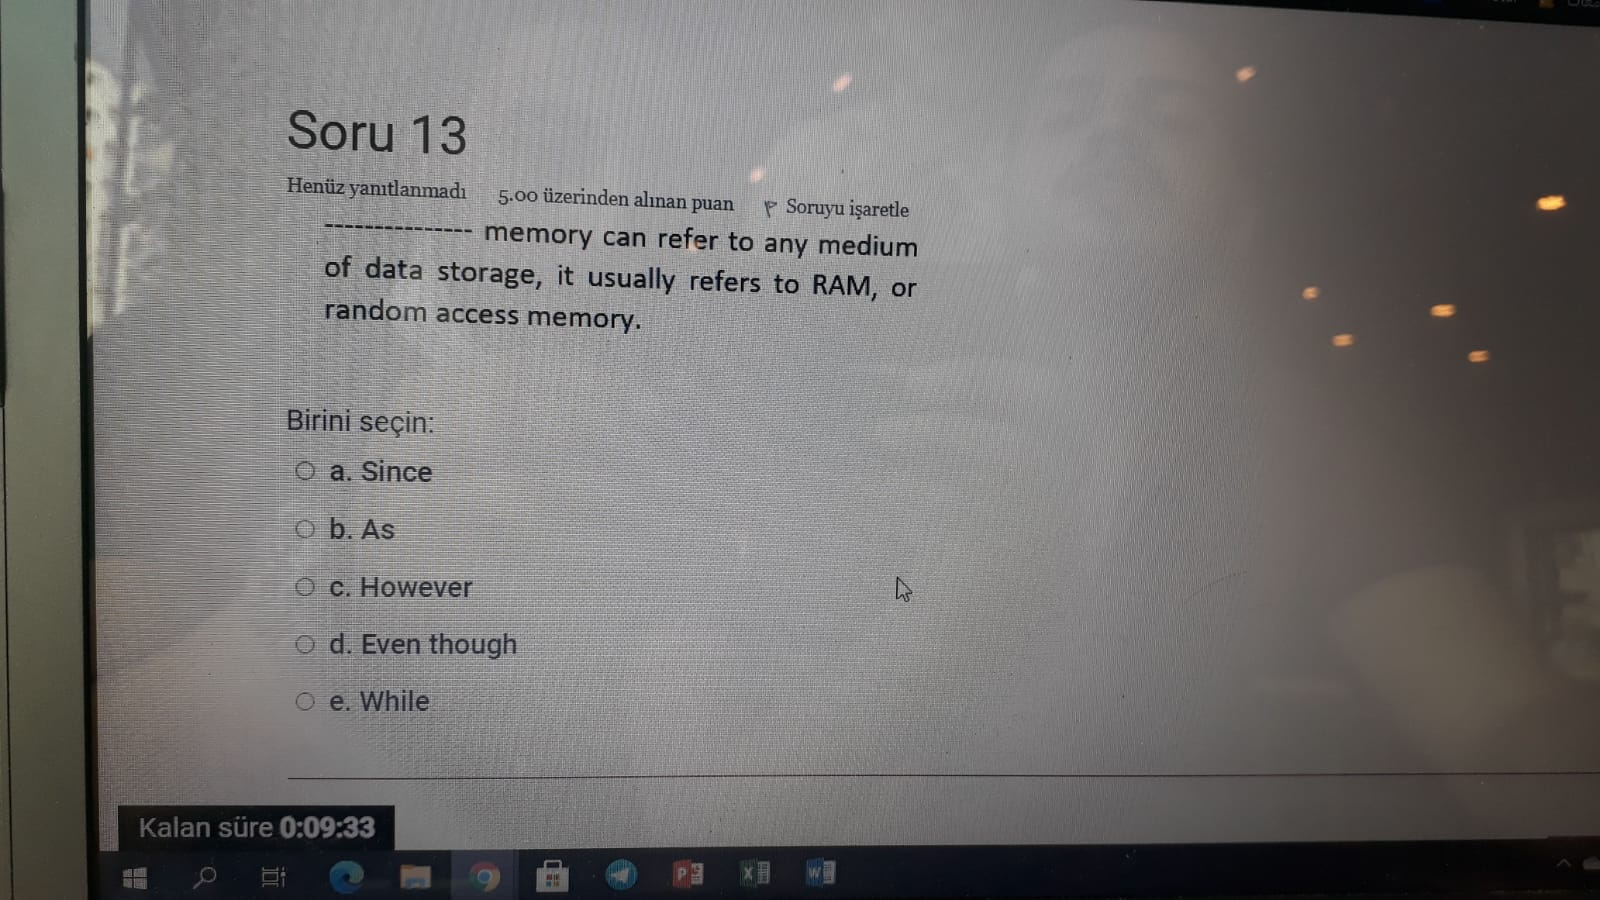 Soru 13
Henüz yanıtlanmadı 5.00 üzerinden alınan puan Soruyu işaretle
--------------- memory can refer to any medium
of data storage, it usually refers to RAM, or
random access memory.
Birini seçin:
a. Since
b. As
c. However
d. Even though
e. While
Kalan süre 0:09:33